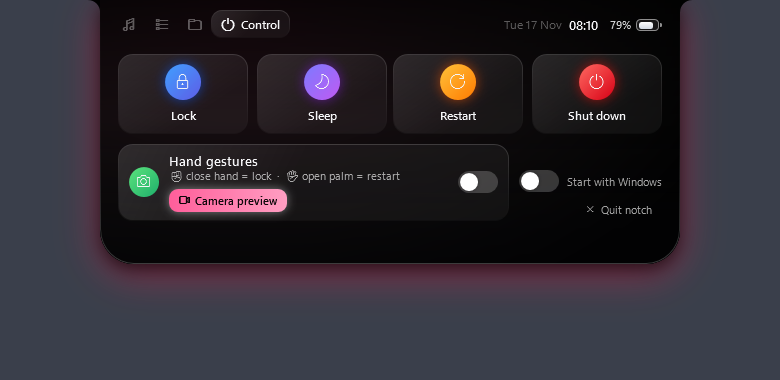 Control
Tue 17 Nov 08:10 79%
Lock
Sleep
Restart
Shut down
Hand gestures
close hand = lock · open palm = restart
Camera preview
Start with Windows
× Quit notch